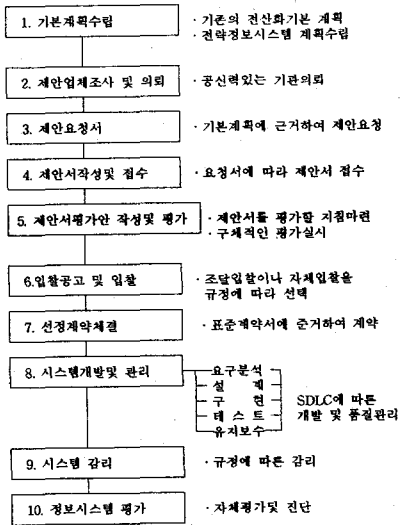 1. 기본계획수립
· 기존의 전산화기본 계획
· 전략정보시스템 계획수립
2. 제안업체조사 및 의뢰
· 공신력있는 기관의뢰
3. 제안요청서
· 기본계획에 근거하여 제안요청
4. 제안서작성및 접수
· 요청서에 따라 제안서 접수
5. 제안서평가안 작성및 평가
· 제안서를 평가할 지침마련
· 구체적인 평가실시
6.입찰공고 및 입찰
· 조달입찰이나 자체입찰을
규정에 따라 선택
7. 선정계약체결
· 표준계약서에 준거하여 계약
8. 시스템개발및 관리
요구분석
설 계
구 현
테 스 트
유지보수
SDLC에 따른
개발 및 품질관리
9. 시스템 감리
· 규정에 따른 감리
10. 정보시스템 평가
· 자체평가및 진단